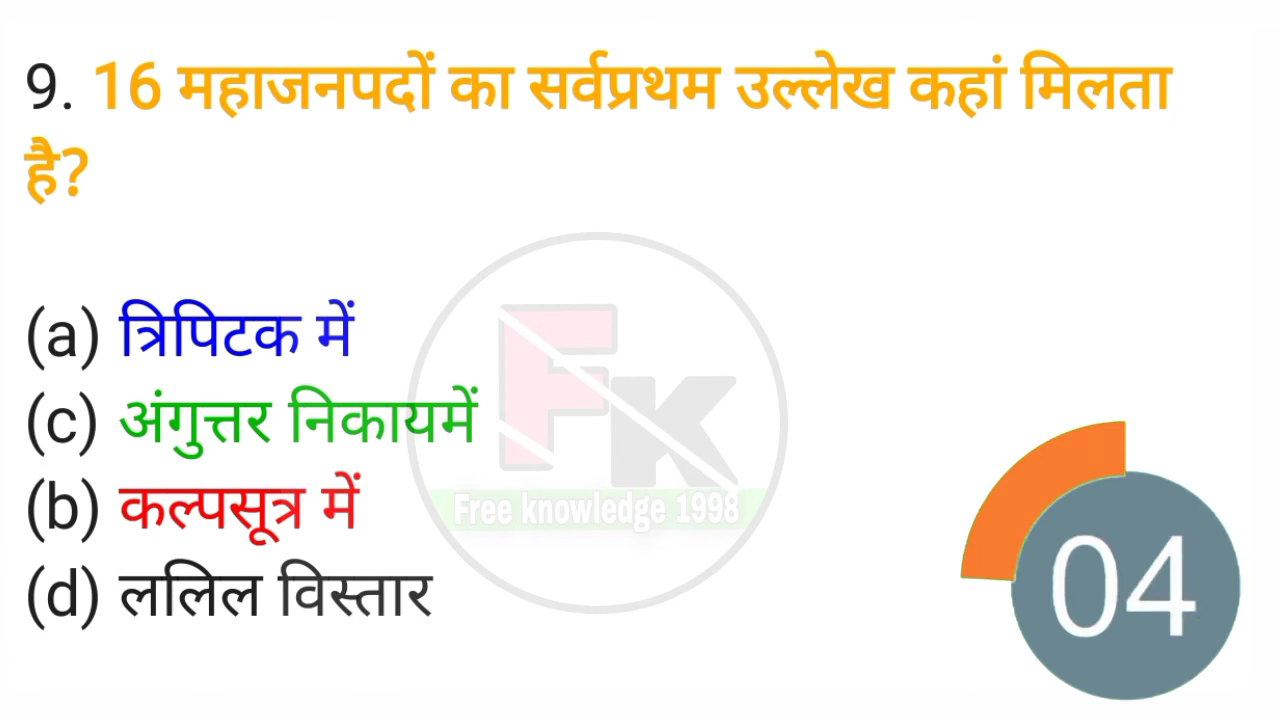 9. 16 महाजनपदों का सर्वप्रथम उल्लेख कहां मिलता
है?
(a) त्रिपिटक में
(c) अंगुत्तर निकायमें
(b) कल्पसूत्र में
(d) ललिल विस्तार
FK
Free knowledge 1998
04